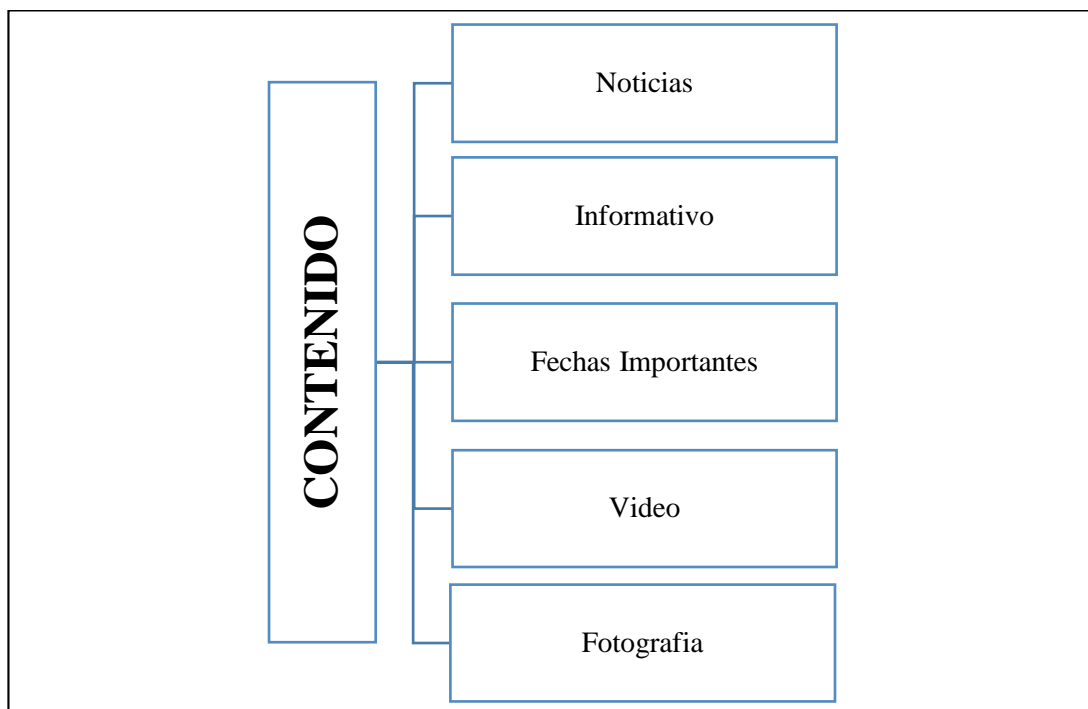 CONTENIDO
Noticias
Informativo
Fechas Importantes
Video
Fotografia